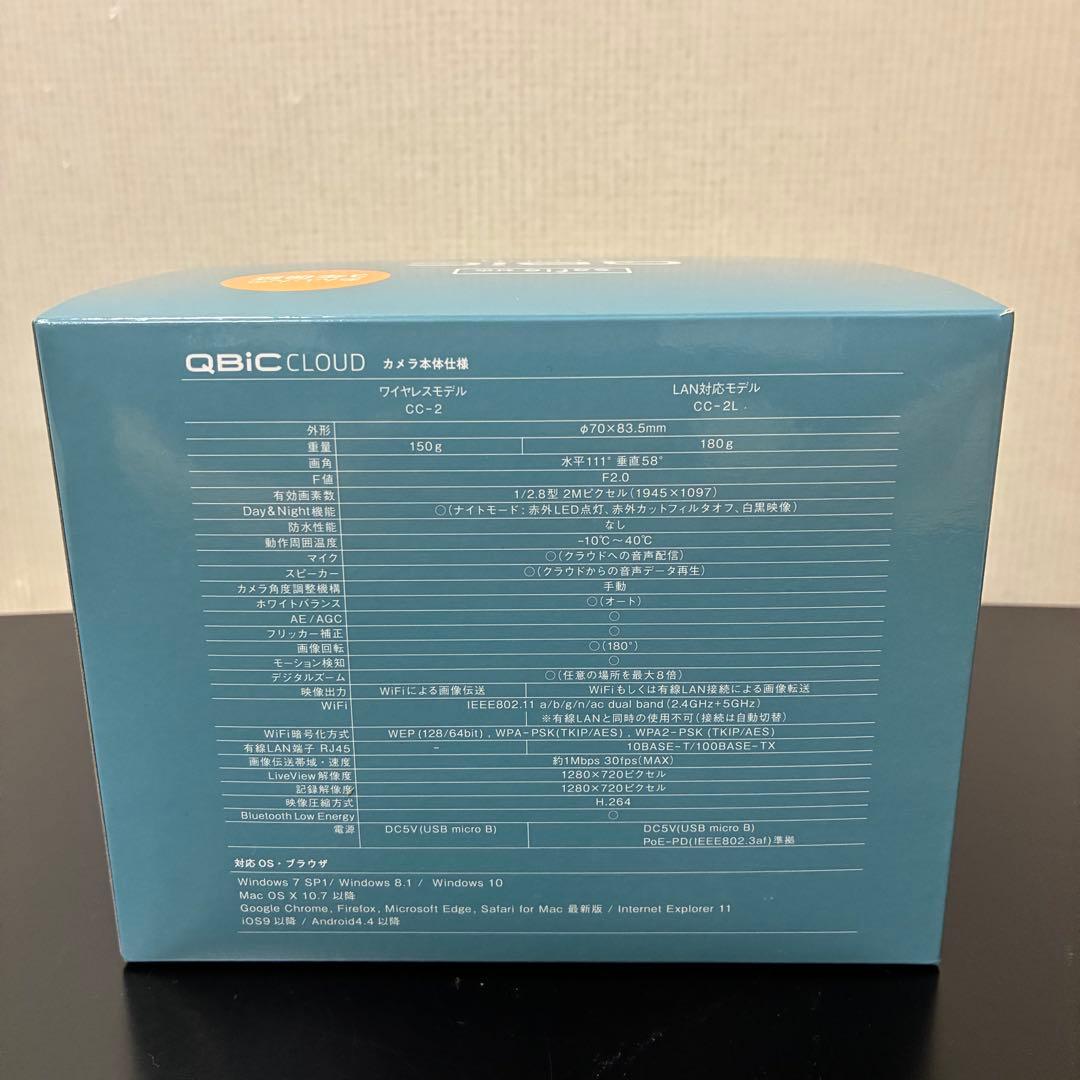 QBiC CLOUD カメラ本体仕様
ワイヤレスモデル CC-2 LAN対応モデル CC-2L
外形 φ70×83.5mm
重量 150g 180g
画角 水平111° 垂直58°
F値 F2.0
有効画素数 1/2.8型 2Mピクセル(1945×1097)
Day&Night機能 ○(ナイトモード:赤外LED点灯、赤外カットフィルタオフ、白黒映像)
防水性能 なし
動作周囲温度 -10℃～40℃
マイク ○(クラウドへの音声配信)
スピーカー ○(クラウドからの音声データ再生)
カメラ角度調整機構 手動
ホワイトバランス ○(オート)
AE/AGC ○
フリッカー補正 ○
画像回転 ○(180°)
モーション検知 ○
デジタルズーム ○(任意の場所を最大8倍)
映像出力 WiFiによる画像伝送 WiFiもしくは有線LAN接続による画像転送
WiFi IEEE802.11 a/b/g/n/ac dual band (2.4GHz+5GHz)
※有線LANと同時の使用不可(接続は自動切替)
WiFi暗号化方式 WEP (128/64bit) , WPA-PSK(TKIP/AES) , WPA2-PSK (TKIP/AES)
有線LAN端子 RJ45 - 10BASE-T/100BASE-TX
画像伝送帯域・速度 約1Mbps 30fps(MAX)
LiveView解像度 1280×720ピクセル
記録解像度 1280×720ピクセル
映像圧縮方式 H.264
Bluetooth Low Energy ○
電源 DC5V(USB micro B) DC5V(USB micro B)
PoE-PD(IEEE802.3af)準拠
対応OS・ブラウザ
Windows 7 SP1/ Windows 8.1 / Windows 10
Mac OS X 10.7 以降
Google Chrome, Firefox, Microsoft Edge, Safari for Mac 最新版 / Internet Explorer 11
iOS9 以降 / Android4.4 以降